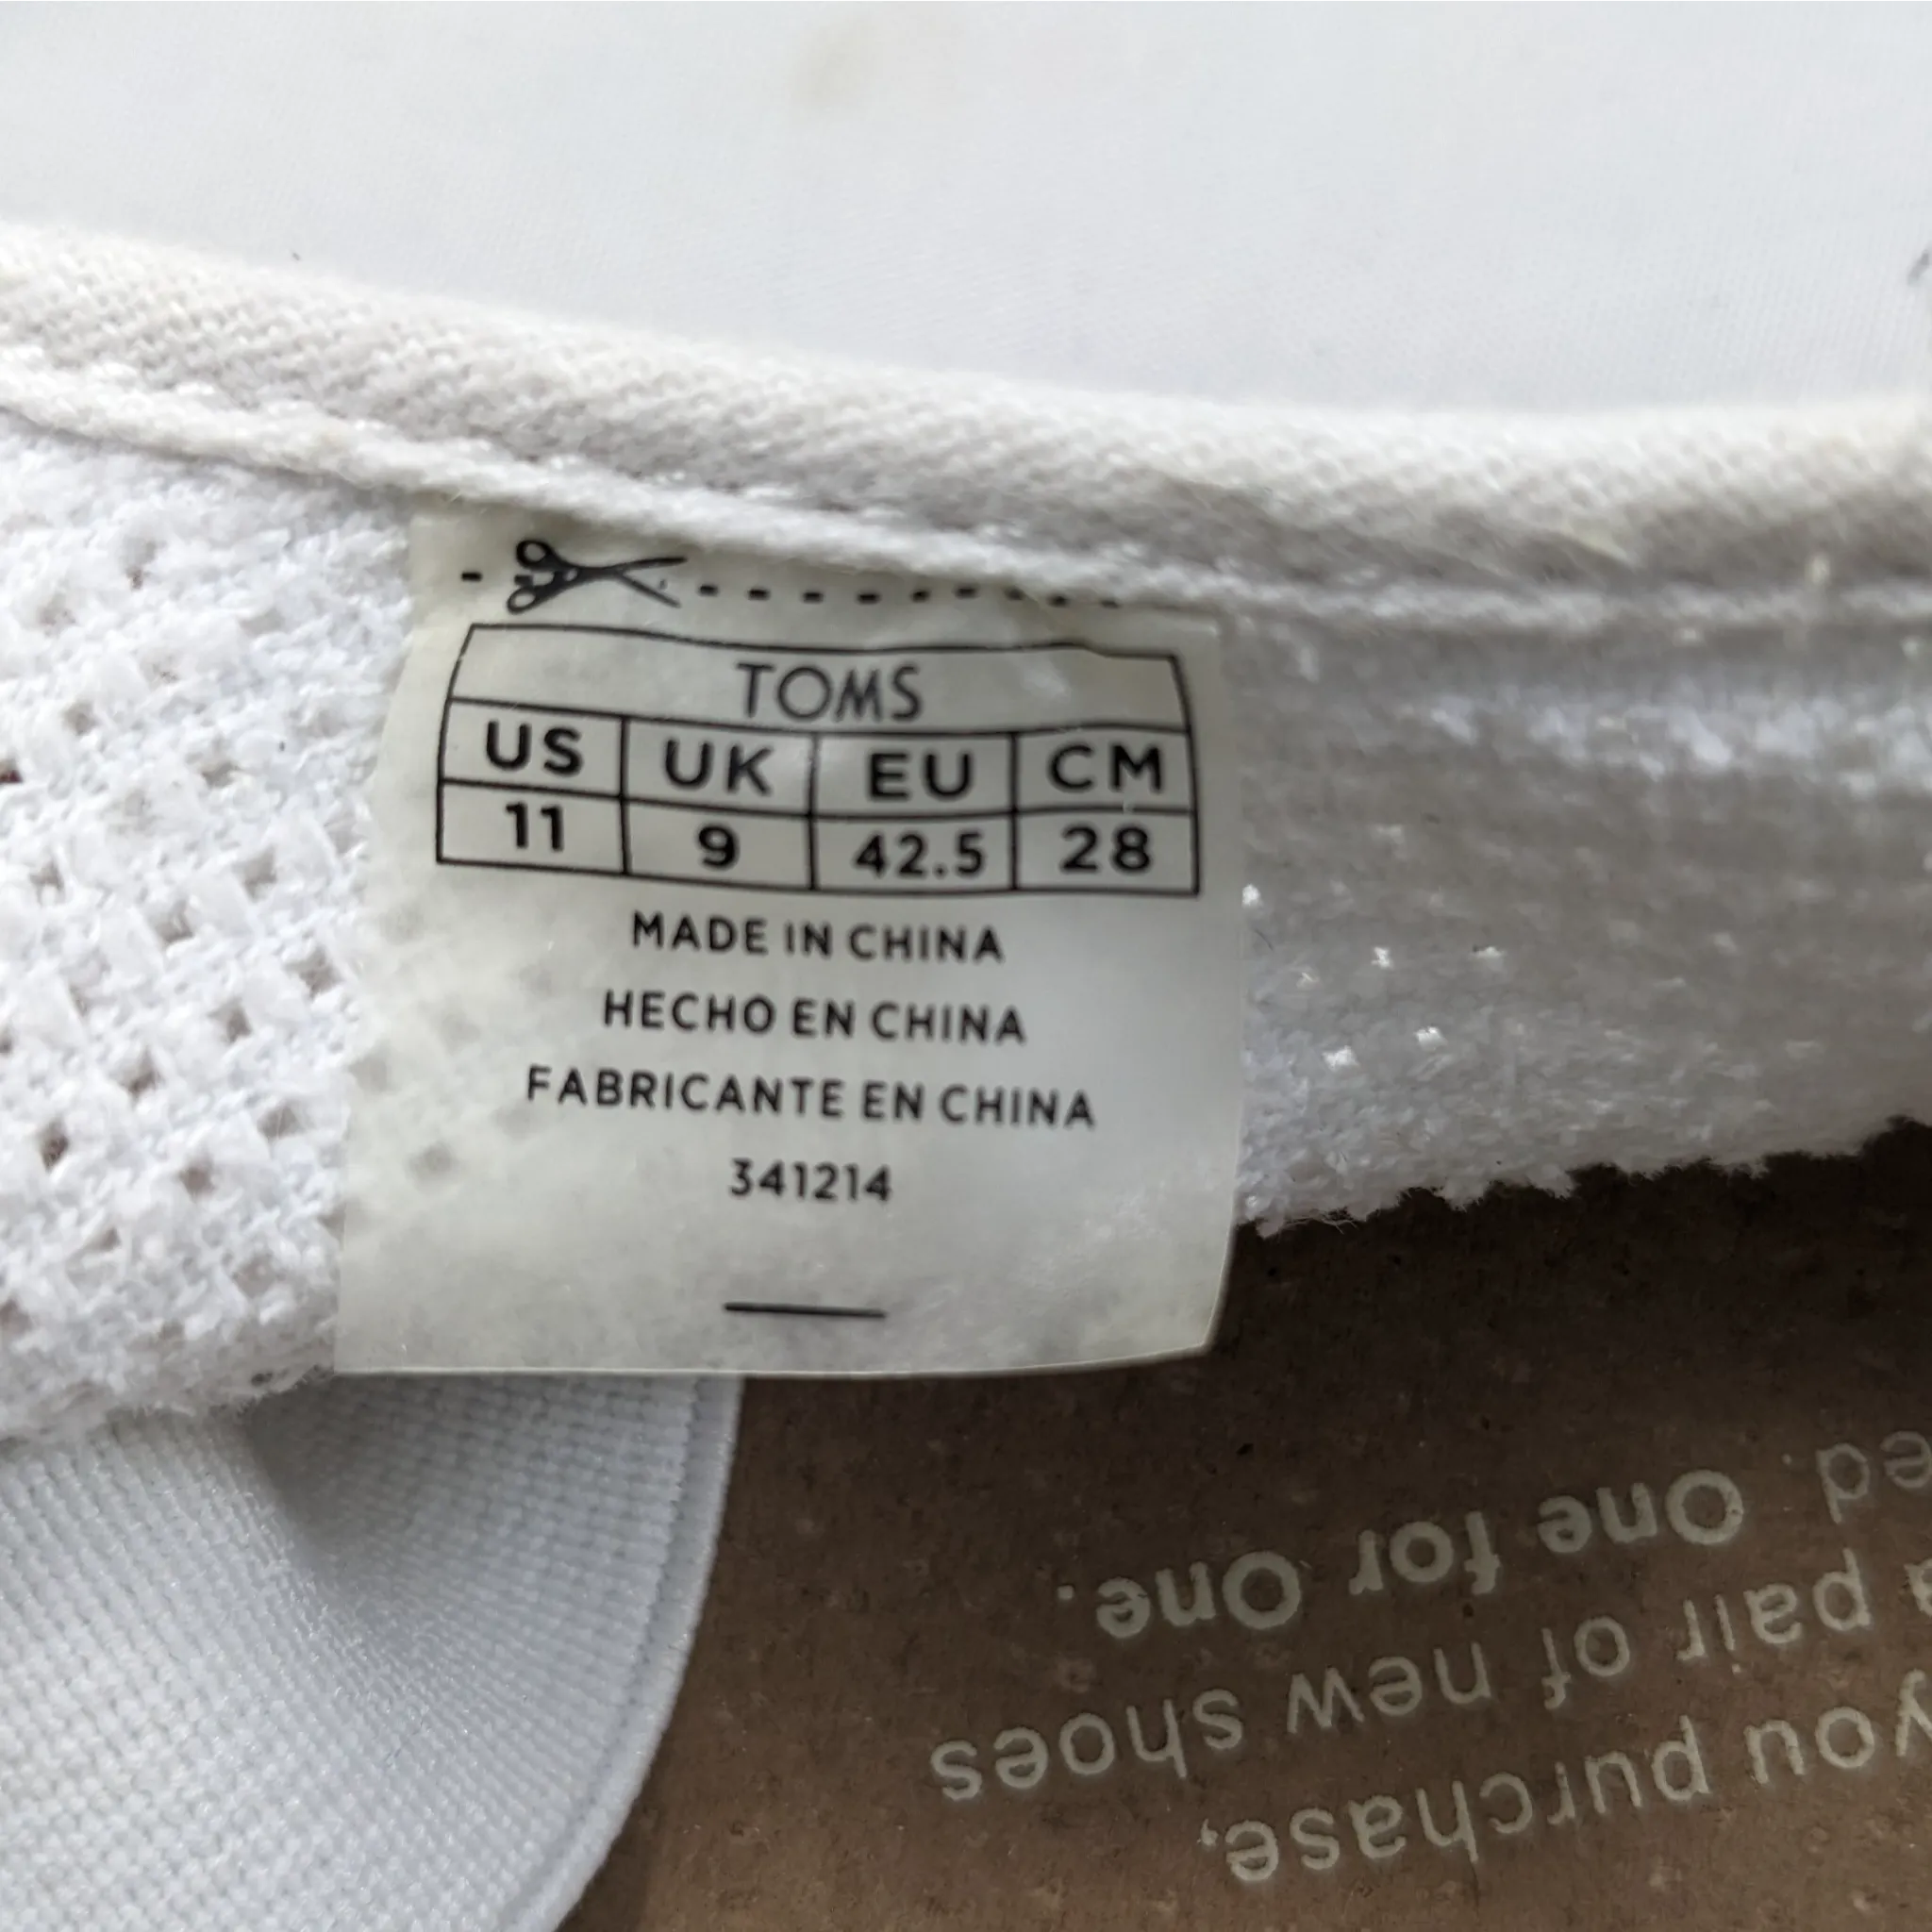 TOMS
US UK EU CM
11 9 42.5 28
MADE IN CHINA
HECHO EN CHINA
FABRICANTE EN CHINA
341214
you purchase,
pair of new shoes
One for One.